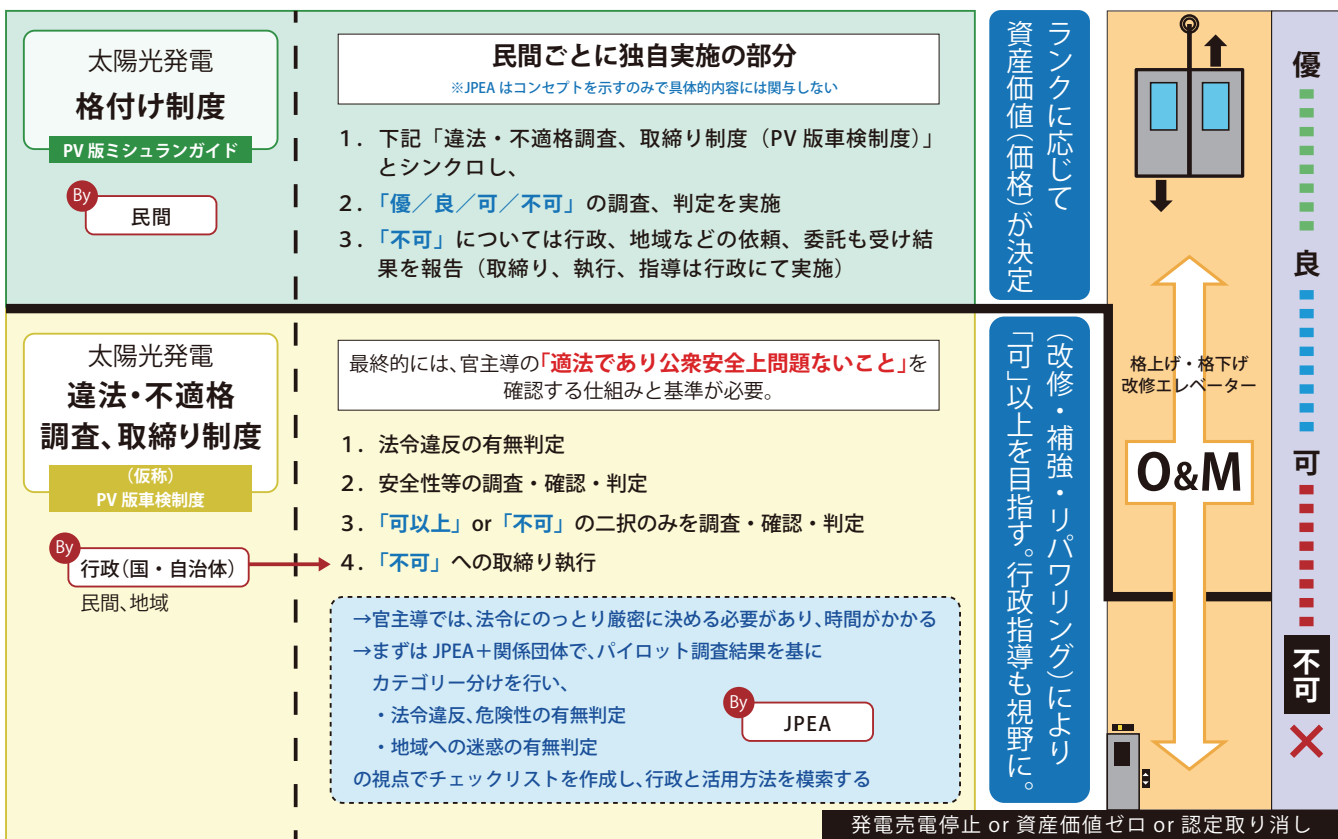 太陽光発電
格付け制度
PV 版ミシュランガイド
By
民間
民間ごとに独自実施の部分
※JPEA はコンセプトを示すのみで具体的内容には関与しない
1. 下記「違法・不適格調査、取締り制度（PV 版車検制度）」
とシンクロし、
2. 「優／良／可／不可」の調査、判定を実施
3. 「不可」については行政、地域などの依頼、委託も受け結
果を報告（取締り、執行、指導は行政にて実施）
ランクに応じて
資産価値（価格）が決定
太陽光発電
違法・不適格
調査、取締り制度
（仮称）
PV 版車検制度
By
行政（国・自治体）
民間、地域
最終的には、官主導の「適法であり公衆安全上問題ないこと」を
確認する仕組みと基準が必要。
1. 法令違反の有無判定
2. 安全性等の調査・確認・判定
3. 「可以上」or「不可」の二択のみを調査・確認・判定
4. 「不可」への取締り執行
→官主導では、法令にのっとり厳密に決める必要があり、時間がかかる
→まずは JPEA＋関係団体で、パイロット調査結果を基に
カテゴリー分けを行い、
・法令違反、危険性の有無判定
・地域への迷惑の有無判定
の視点でチェックリストを作成し、行政と活用方法を模索する
By
JPEA
（改修・補強・リパワリング）により
「可」以上を目指す。行政指導も視野に。
格上げ・格下げ
改修エレベーター
O&M
優
良
可
不可
発電売電停止 or 資産価値ゼロ or 認定取り消し